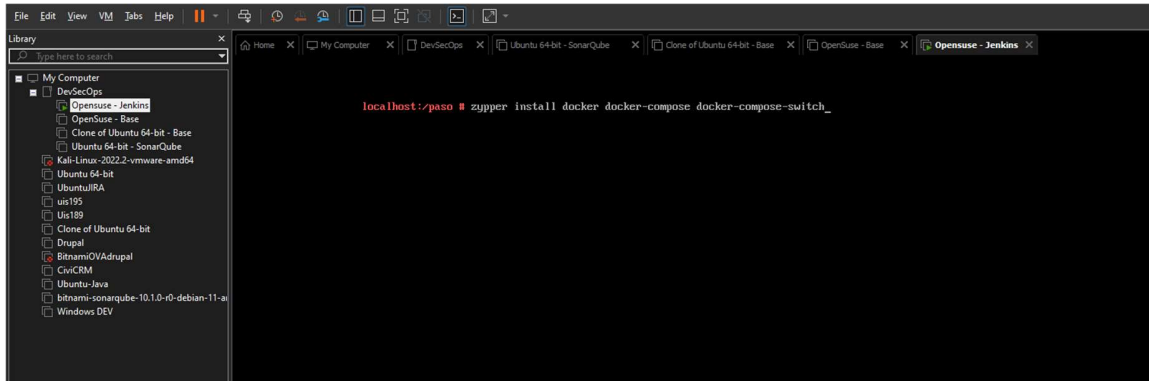 File Edit View VM Tabs Help
Library
Type here to search
My Computer
DevSecOps
Opensuse - Jenkins
OpenSuse - Base
Clone of Ubuntu 64-bit - Base
Ubuntu 64-bit - SonarQube
Kali-Linux-2022.2-vmware-amd64
Ubuntu 64-bit
UbuntuJIRA
uis195
Uis189
Clone of Ubuntu 64-bit
Drupal
BitnamiOVAdrupal
CiviCRM
Ubuntu-Java
bitnami-sonarqube-10.1.0-r0-debian-11-a
Windows DEV
Home My Computer DevSecOps Ubuntu 64-bit - SonarQube Clone of Ubuntu 64-bit - Base OpenSuse - Base Opensuse - Jenkins
localhost:/paso # zypper install docker docker-compose docker-compose-switch_